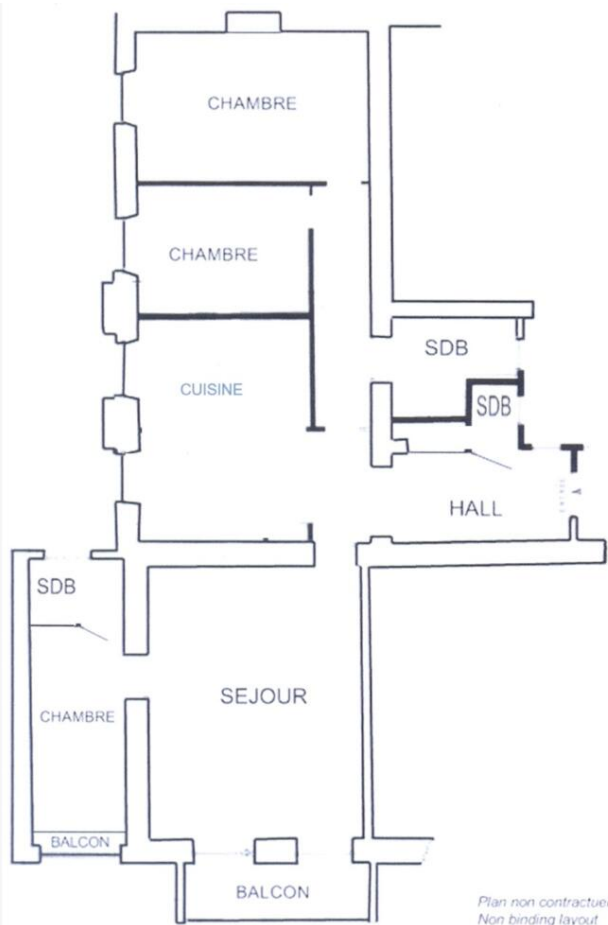 CHAMBRE
CHAMBRE
SDB
CUISINE
SDB
HALL
SDB
SEJOUR
CHAMBRE
BALCON
BALCON
Plan non contractuel
Non binding layout